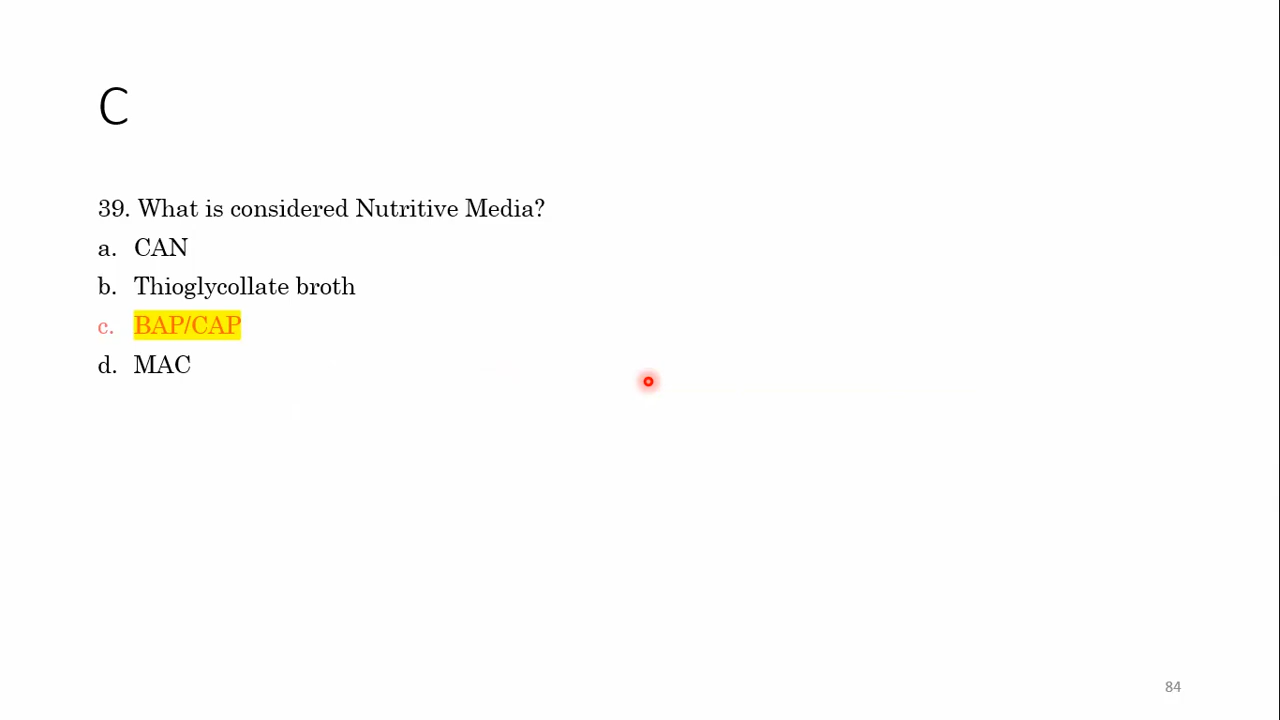 C
39. What is considered Nutritive Media?
a. CAN
b. Thioglycollate broth
c. BAP/CAP
d. MAC
84